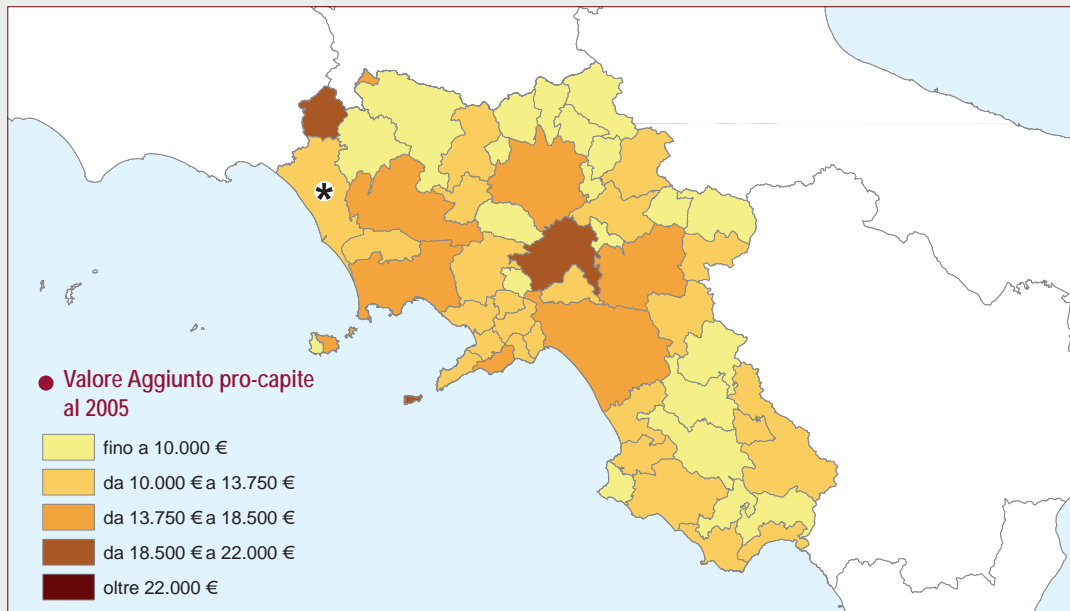 *
Valore Aggiunto pro-capite
al 2005
fino a 10.000 €
da 10.000 € a 13.750 €
da 13.750 € a 18.500 €
da 18.500 € a 22.000 €
oltre 22.000 €